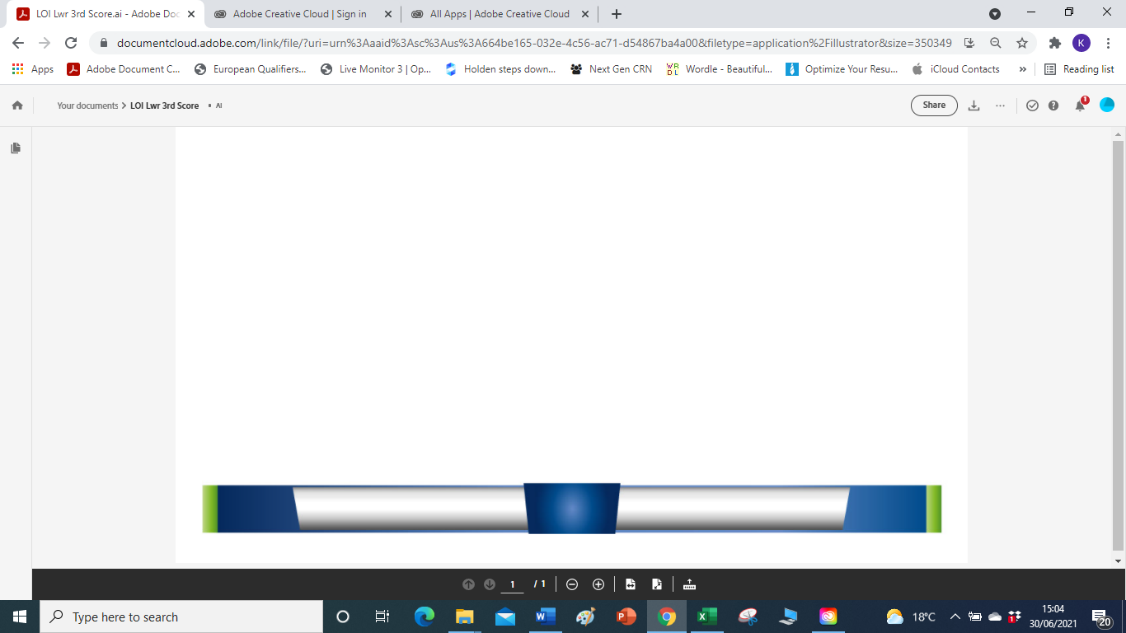 LOI Lwr 3rd Score.ai - Adobe Doc
Adobe Creative Cloud | Sign in
All Apps | Adobe Creative Cloud
documentcloud.adobe.com/link/file/?uri=urn%3Aaaid%3Asc%3Aus%3A664be165-032e-4c56-ac71-d54867ba4a00&filetype=application%2Fillustrator&size=350349
K
Apps
Adobe Document C...
European Qualifiers...
Live Monitor 3 | Op...
Holden steps down...
Next Gen CRN
Wordle - Beautiful...
Optimize Your Resu...
iCloud Contacts
»
Reading list
Your documents > LOI Lwr 3rd Score • AI
Share
1
1 / 1
Type here to search
18°C
1
15:04
30/06/2021
20